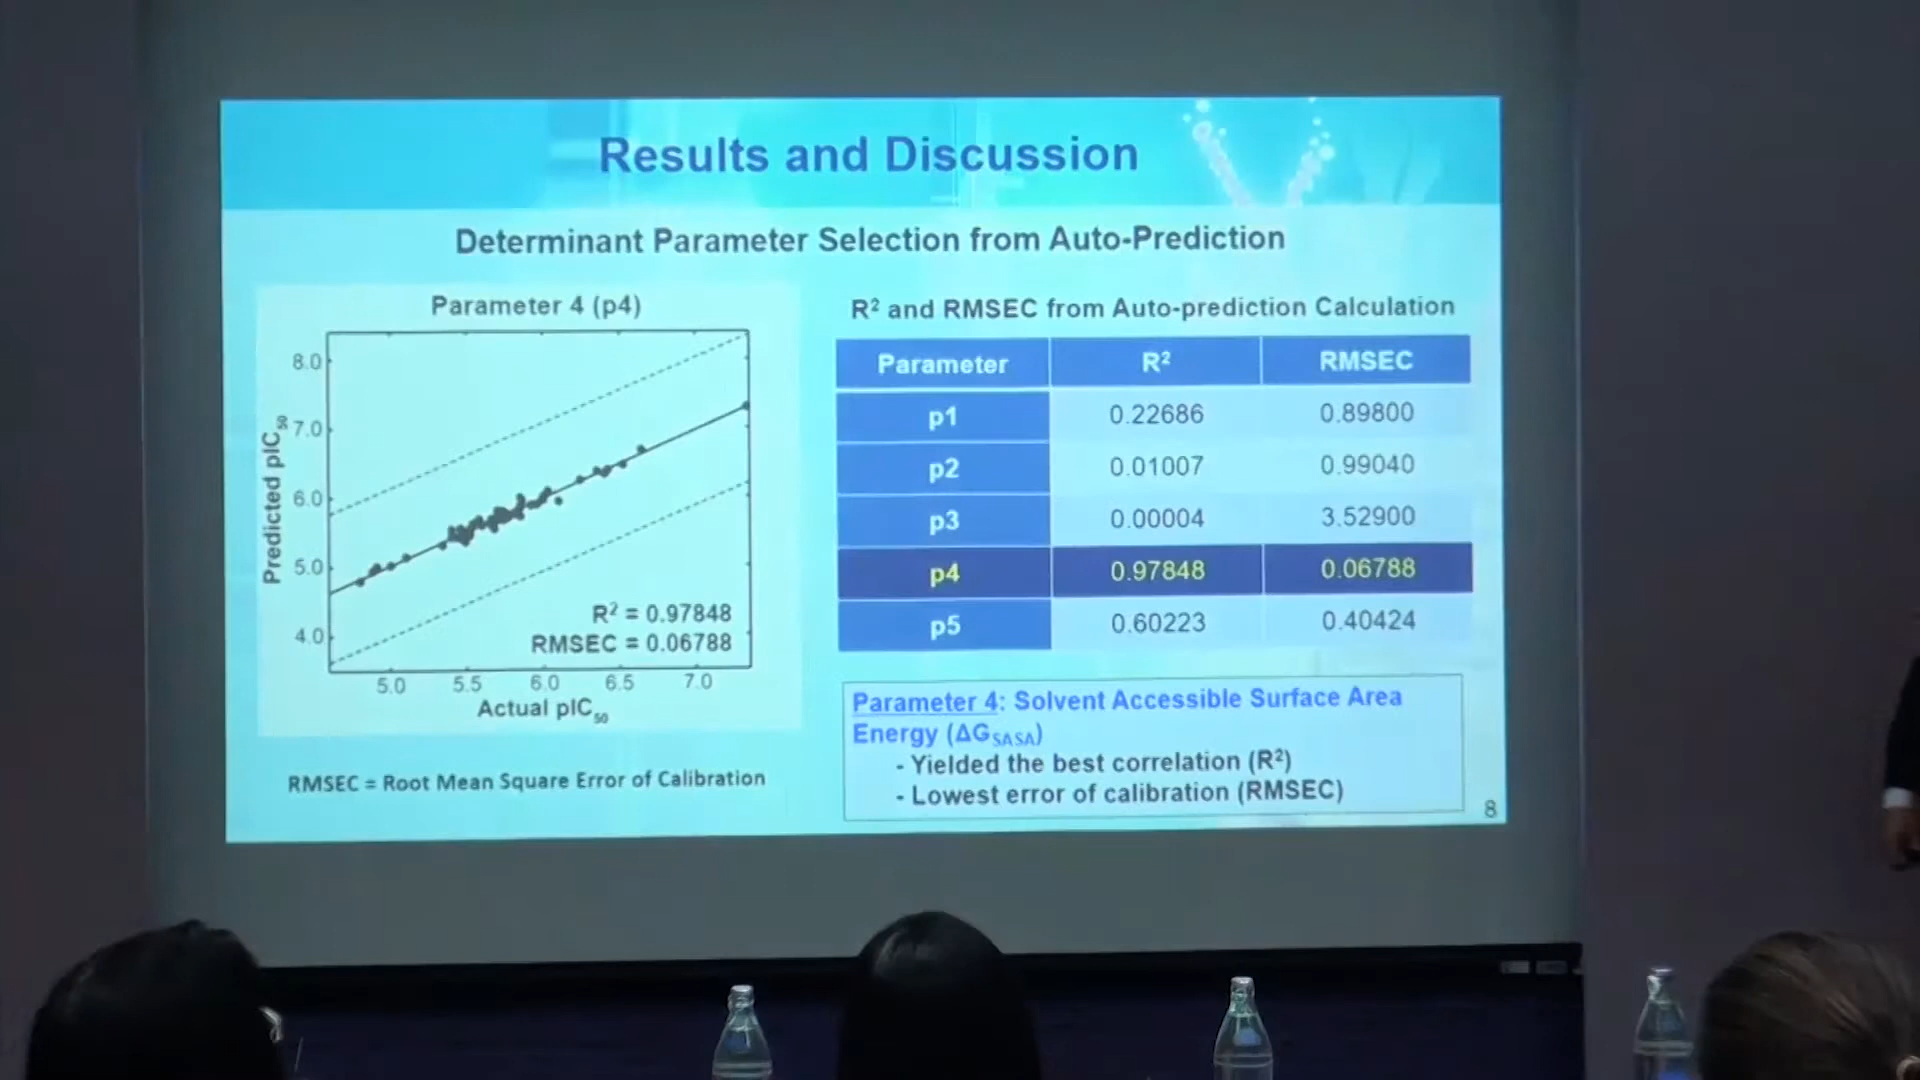 Results and Discussion
Determinant Parameter Selection from Auto-Prediction
Parameter 4 (p4)
8.0
7.0
6.0
5.0
4.0
Predicted pIC50
R² = 0.97848
RMSEC = 0.06788
5.0 5.5 6.0 6.5 7.0
Actual pIC50
RMSEC = Root Mean Square Error of Calibration
R² and RMSEC from Auto-prediction Calculation
Parameter R² RMSEC
p1 0.22686 0.89800
p2 0.01007 0.99040
p3 0.00004 3.52900
p4 0.97848 0.06788
p5 0.60223 0.40424
Parameter 4: Solvent Accessible Surface Area
Energy (ΔGSASA)
- Yielded the best correlation (R²)
- Lowest error of calibration (RMSEC)
8